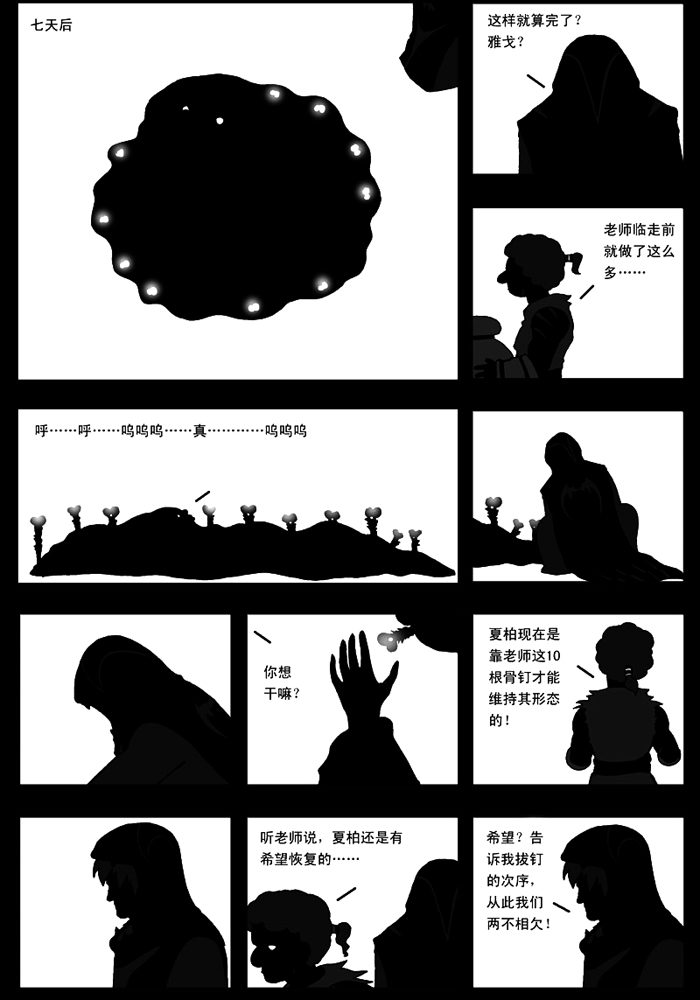 七天后
这样就算完了？
雅戈？
老师临走前
就做了这么
多……
呼……呼……呜呜呜……真…………呜呜呜
你想
干嘛？
夏柏现在是
靠老师这10
根骨钉才能
维持其形态
的！
听老师说，夏柏还是有
希望恢复的……
希望？告
诉我拔钉
的次序，
从此我们
两不相欠！